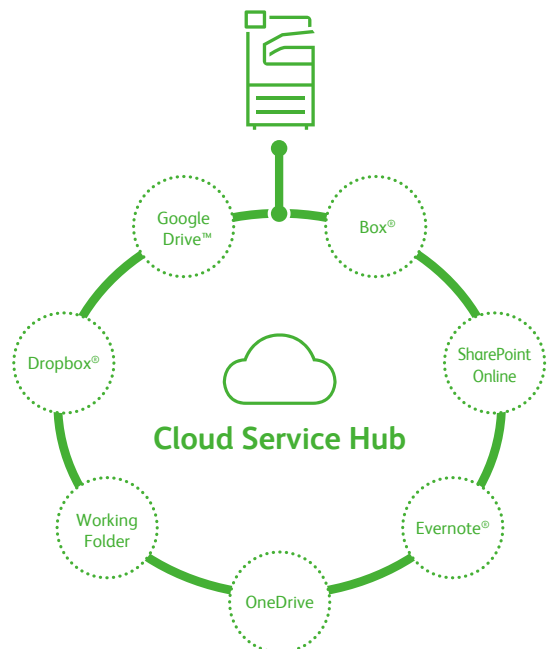 Google
Drive™
Box®
Dropbox®
SharePoint
Online
Cloud Service Hub
Working
Folder
Evernote®
OneDrive